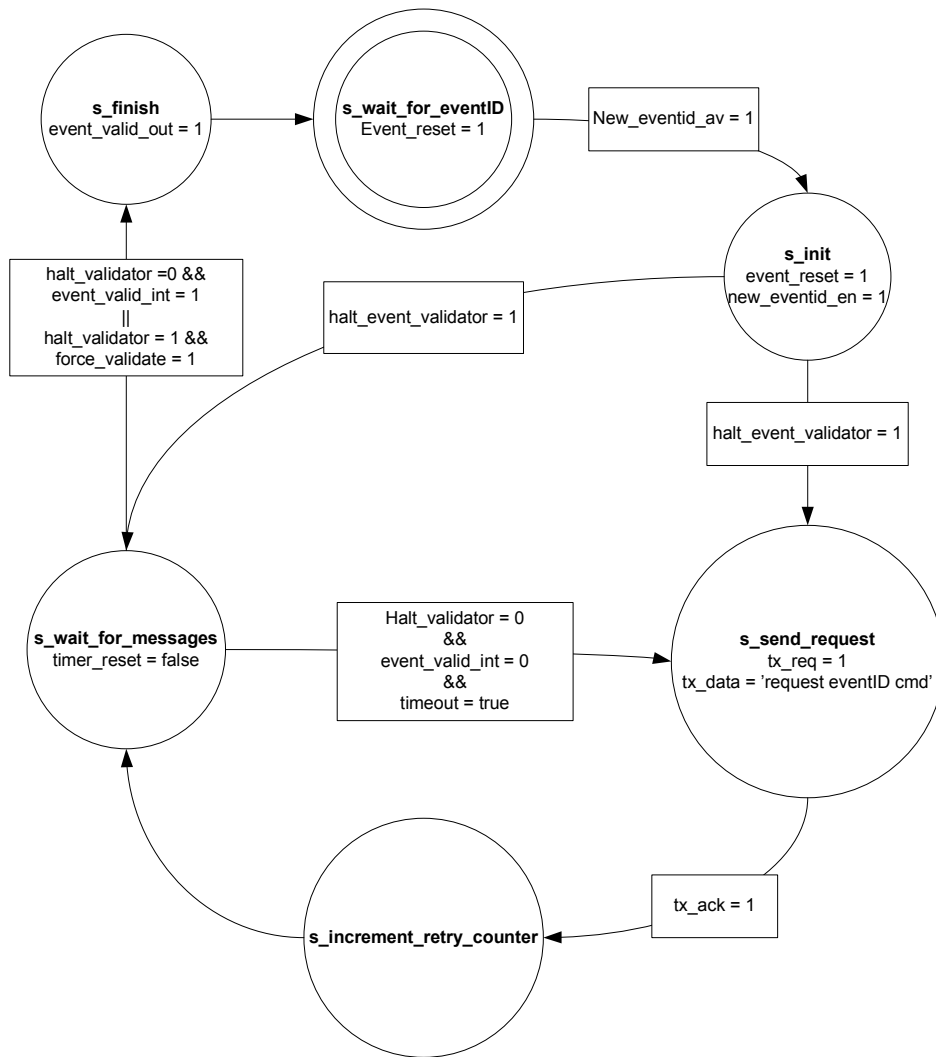 s_finish
event_valid_out = 1
s_wait_for_eventID
Event_reset = 1
New_eventid_av = 1
s_init
event_reset = 1
new_eventid_en = 1
halt_validator =0 &&
event_valid_int = 1
||
halt_validator = 1 &&
force_validate = 1
halt_event_validator = 1
halt_event_validator = 1
s_wait_for_messages
timer_reset = false
Halt_validator = 0
&&
event_valid_int = 0
&&
timeout = true
s_send_request
tx_req = 1
tx_data = 'request eventID cmd'
tx_ack = 1
s_increment_retry_counter